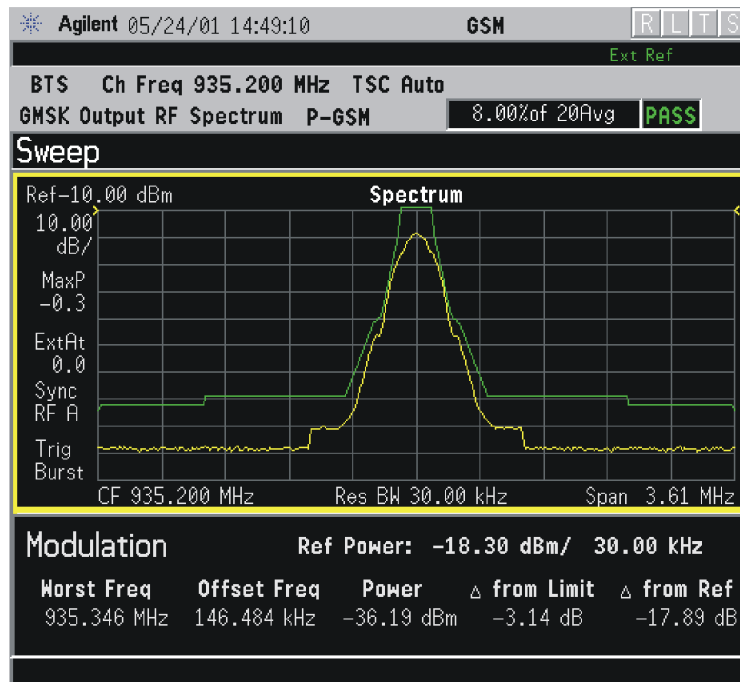 Agilent 05/24/01 14:49:10 GSM R L T S
Ext Ref
BTS Ch Freq 935.200 MHz TSC Auto
GMSK Output RF Spectrum P-GSM 8.00%of 20Avg PASS
Sweep
Ref-10.00 dBm Spectrum
10.00
dB/
MaxP
-0.3
ExtAt
0.0
Sync
RF A
Trig
Burst
CF 935.200 MHz Res BW 30.00 kHz Span 3.61 MHz
Modulation Ref Power: -18.30 dBm/ 30.00 kHz
Worst Freq Offset Freq Power △ from Limit △ from Ref
935.346 MHz 146.484 kHz -36.19 dBm -3.14 dB -17.89 dB